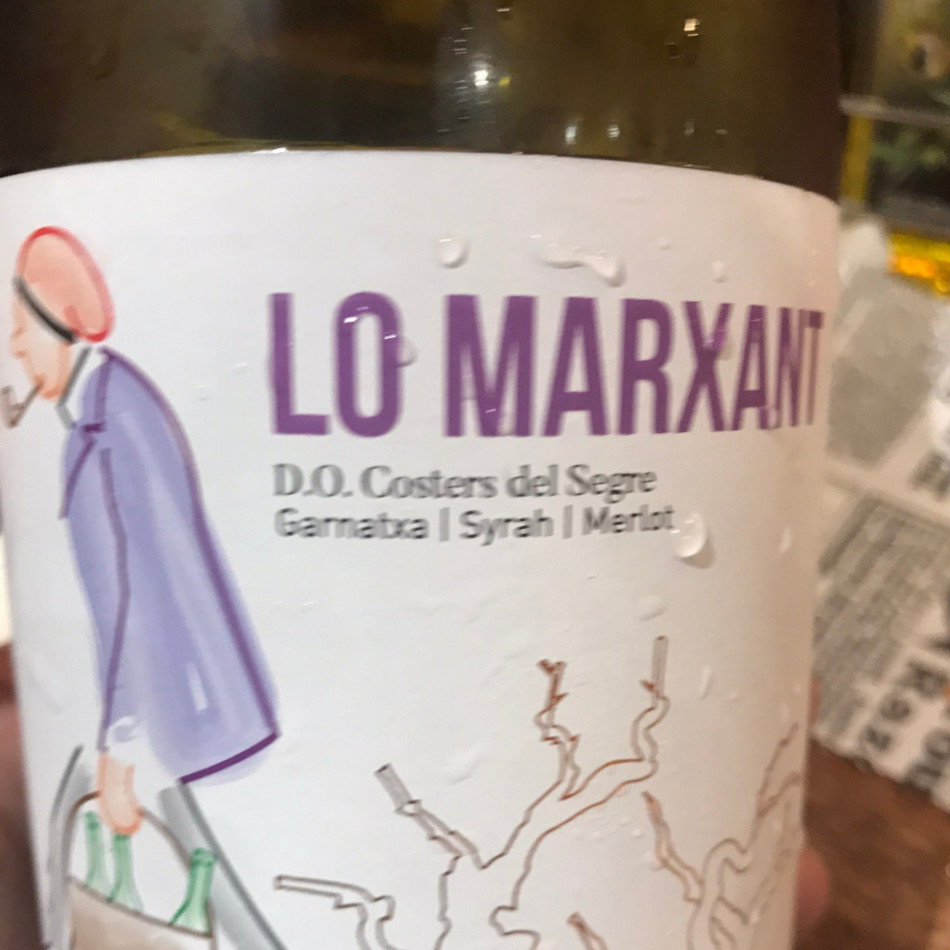 LO MARXANT
D.O. Costers del Segre
Garnatxa | Syrah | Merlot